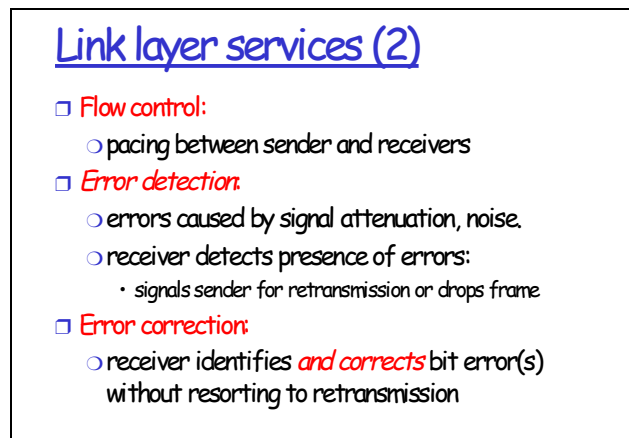 Link layer services (2)
Flow control:
pacing between sender and receivers
Error detection:
errors caused by signal attenuation, noise.
receiver detects presence of errors:
• signals sender for retransmission or drops frame
Error correction:
receiver identifies and corrects bit error(s)
without resorting to retransmission